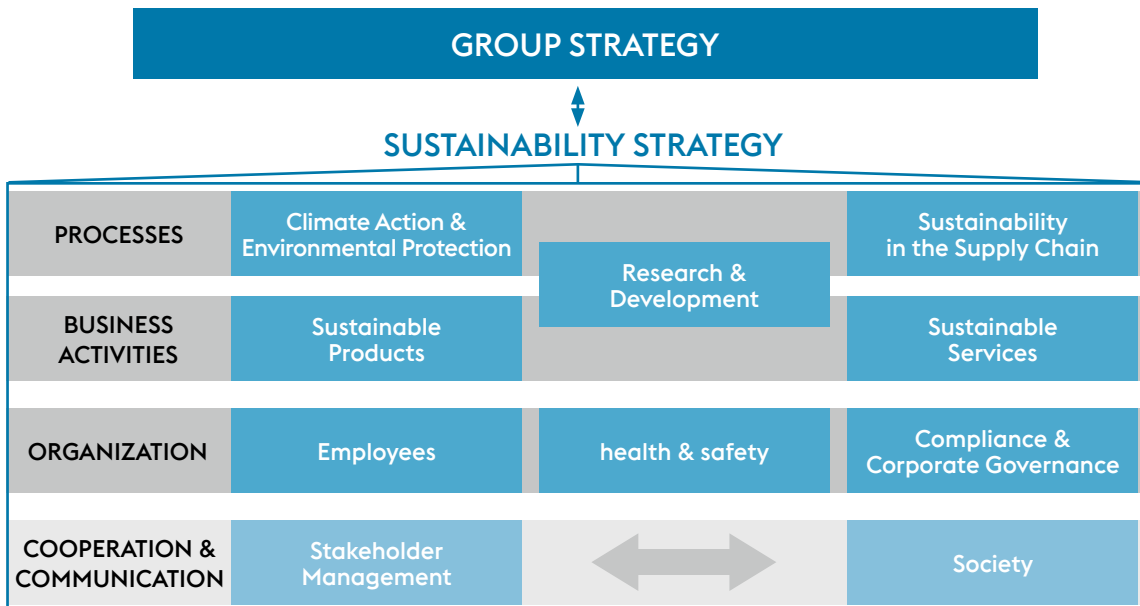 GROUP STRATEGY
SUSTAINABILITY STRATEGY
PROCESSES
Climate Action &
Environmental Protection
Research &
Development
Sustainability
in the Supply Chain
BUSINESS
ACTIVITIES
Sustainable
Products
Sustainable
Services
ORGANIZATION
Employees
health & safety
Compliance &
Corporate Governance
COOPERATION &
COMMUNICATION
Stakeholder
Management
Society